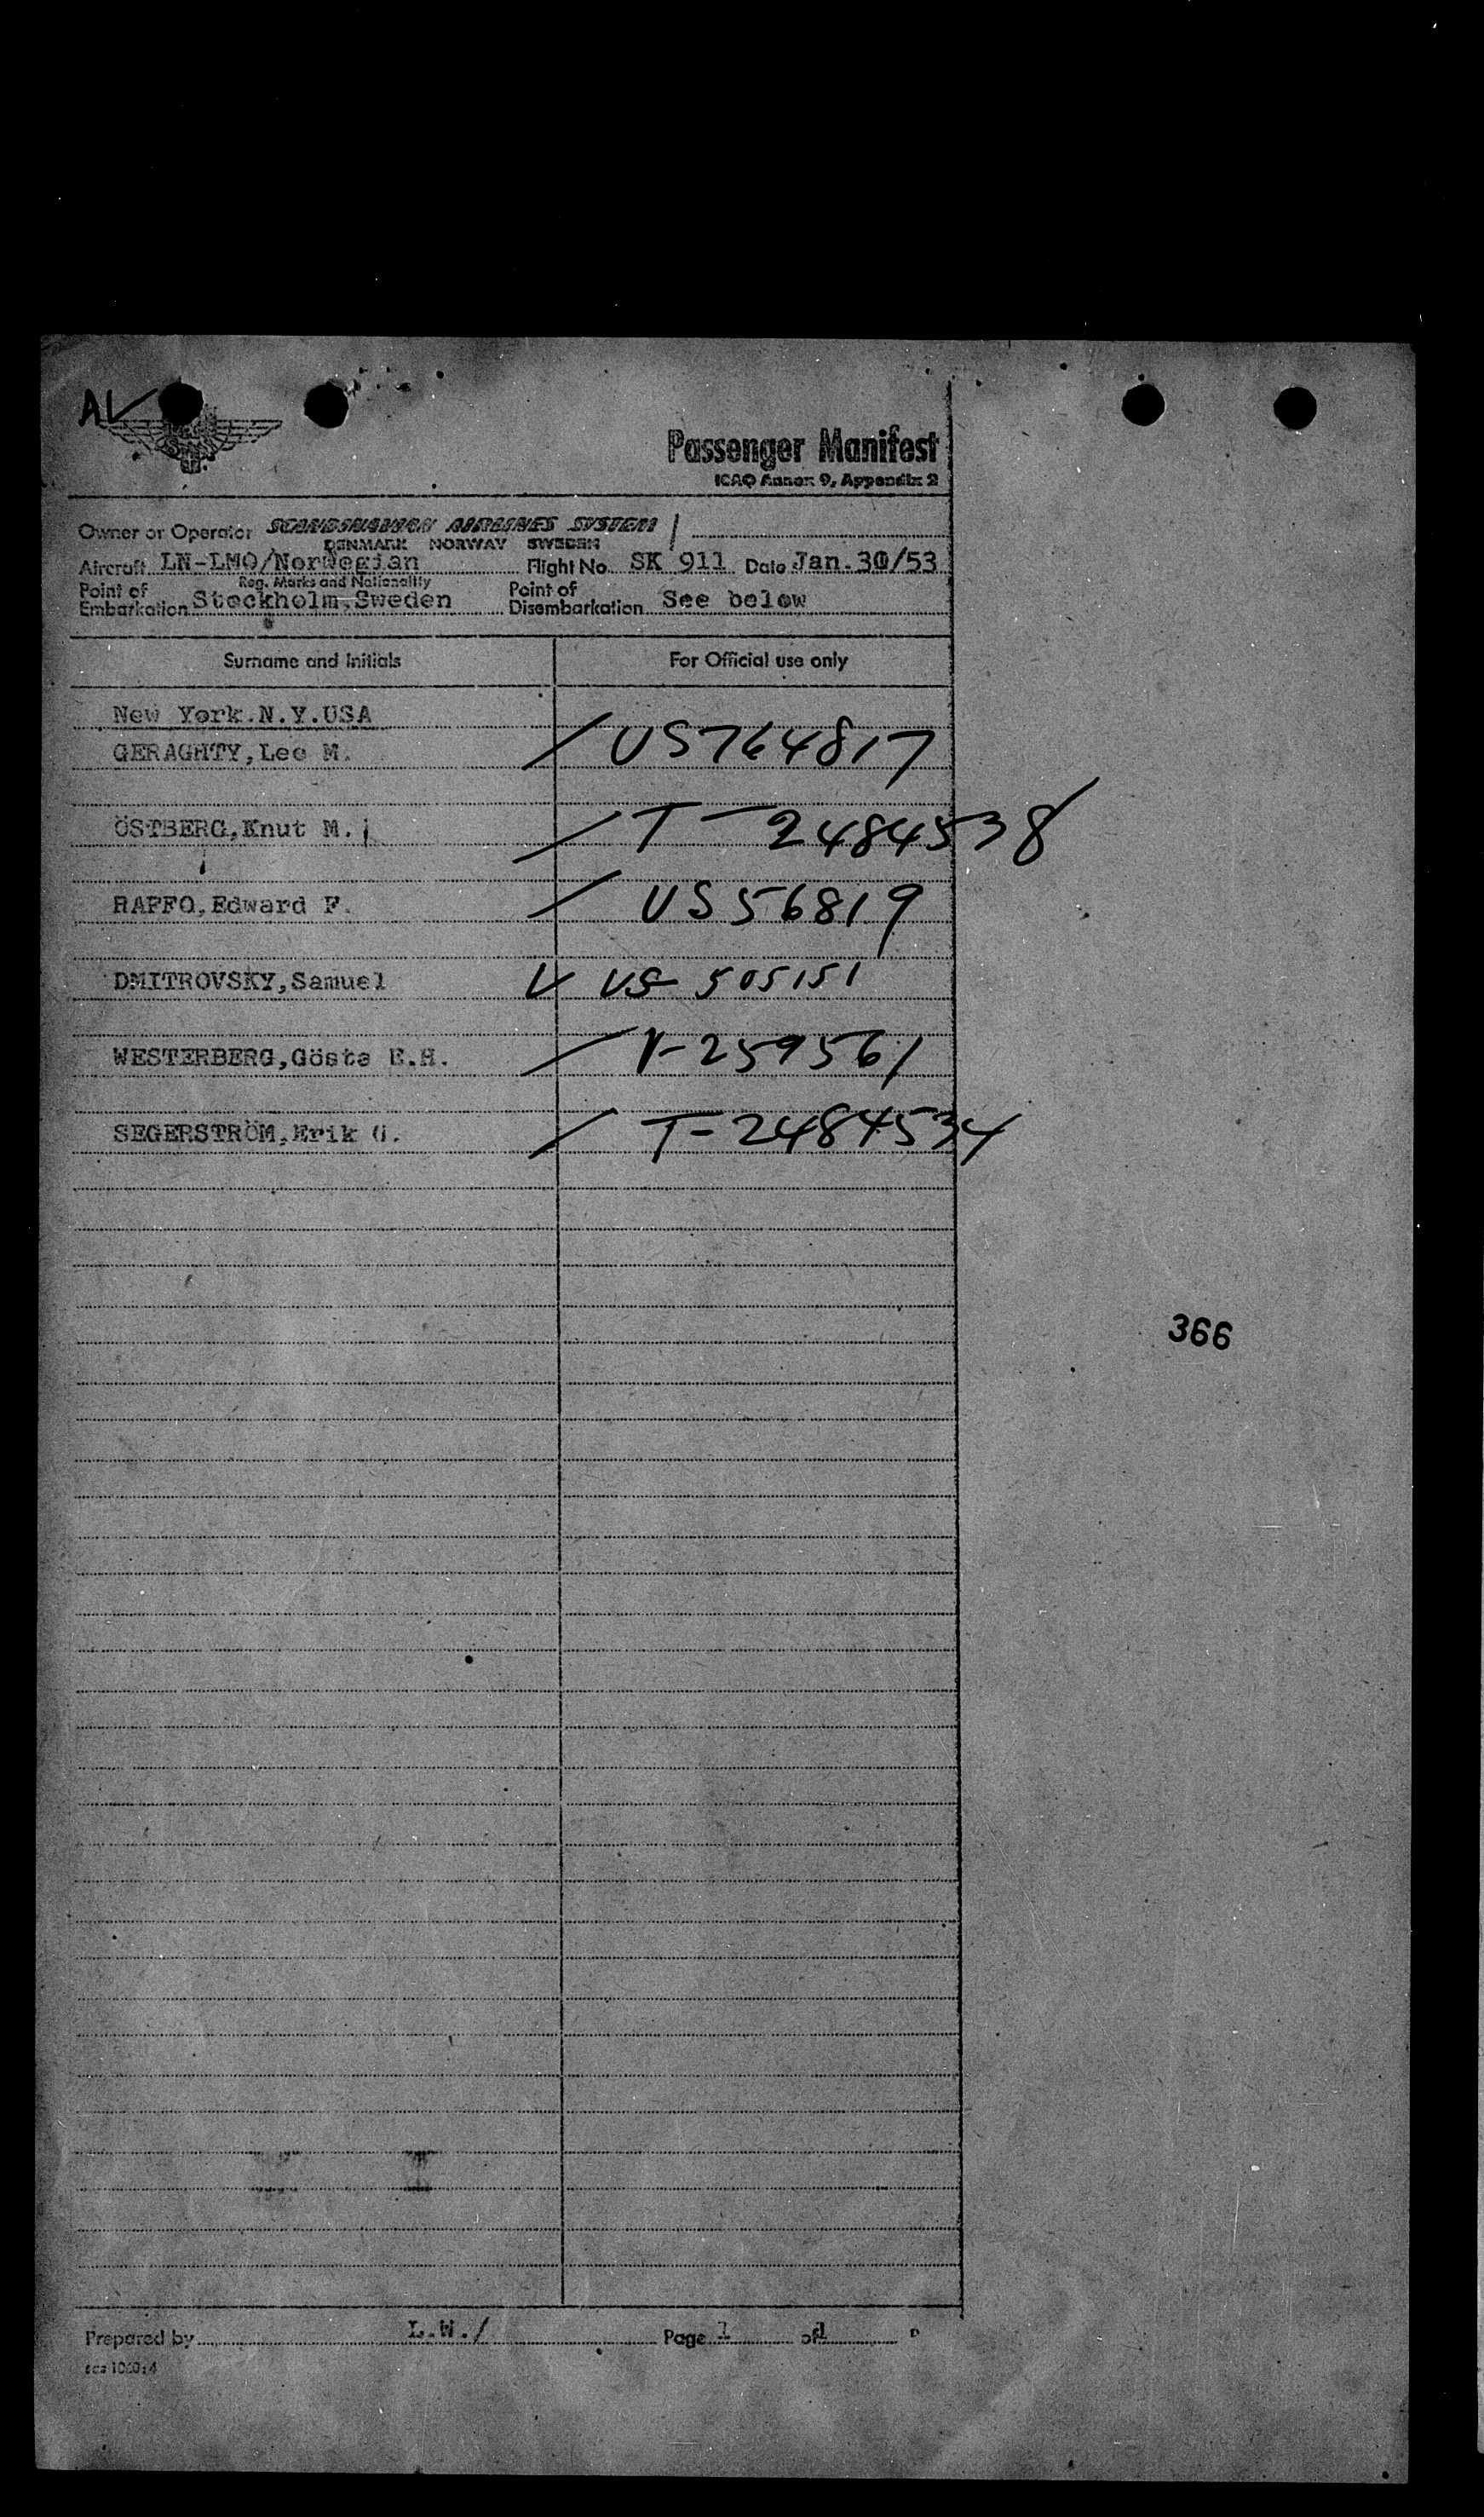 AV
Passenger Manifest
ICAO Annex 9, Appendix 2
Owner or Operator SCANDINAVIAN AIRLINES SYSTEM
DENMARK NORWAY SWEDEN
Aircraft LN-LMO/Norwegian Flight No. SK 911 Date Jan. 30/53
Reg. Marks and Nationality
Point of Embarkation Stockholm, Sweden Point of Disembarkation See below
Surname and Initials For Official use only
New York.N.Y.USA
GERAGHTY, Leo M. / US764817
ÖSTBERG, Knut M. / T-2484538
RAFFO, Edward F. / US56819
DMITROVSKY, Samuel V US 505151
WESTERBERG, Gösta E.H. / V-259561
SEGERSTRÖM, Erik G. / T-2484534
366
Prepared by L.W./ Page 1 of 1